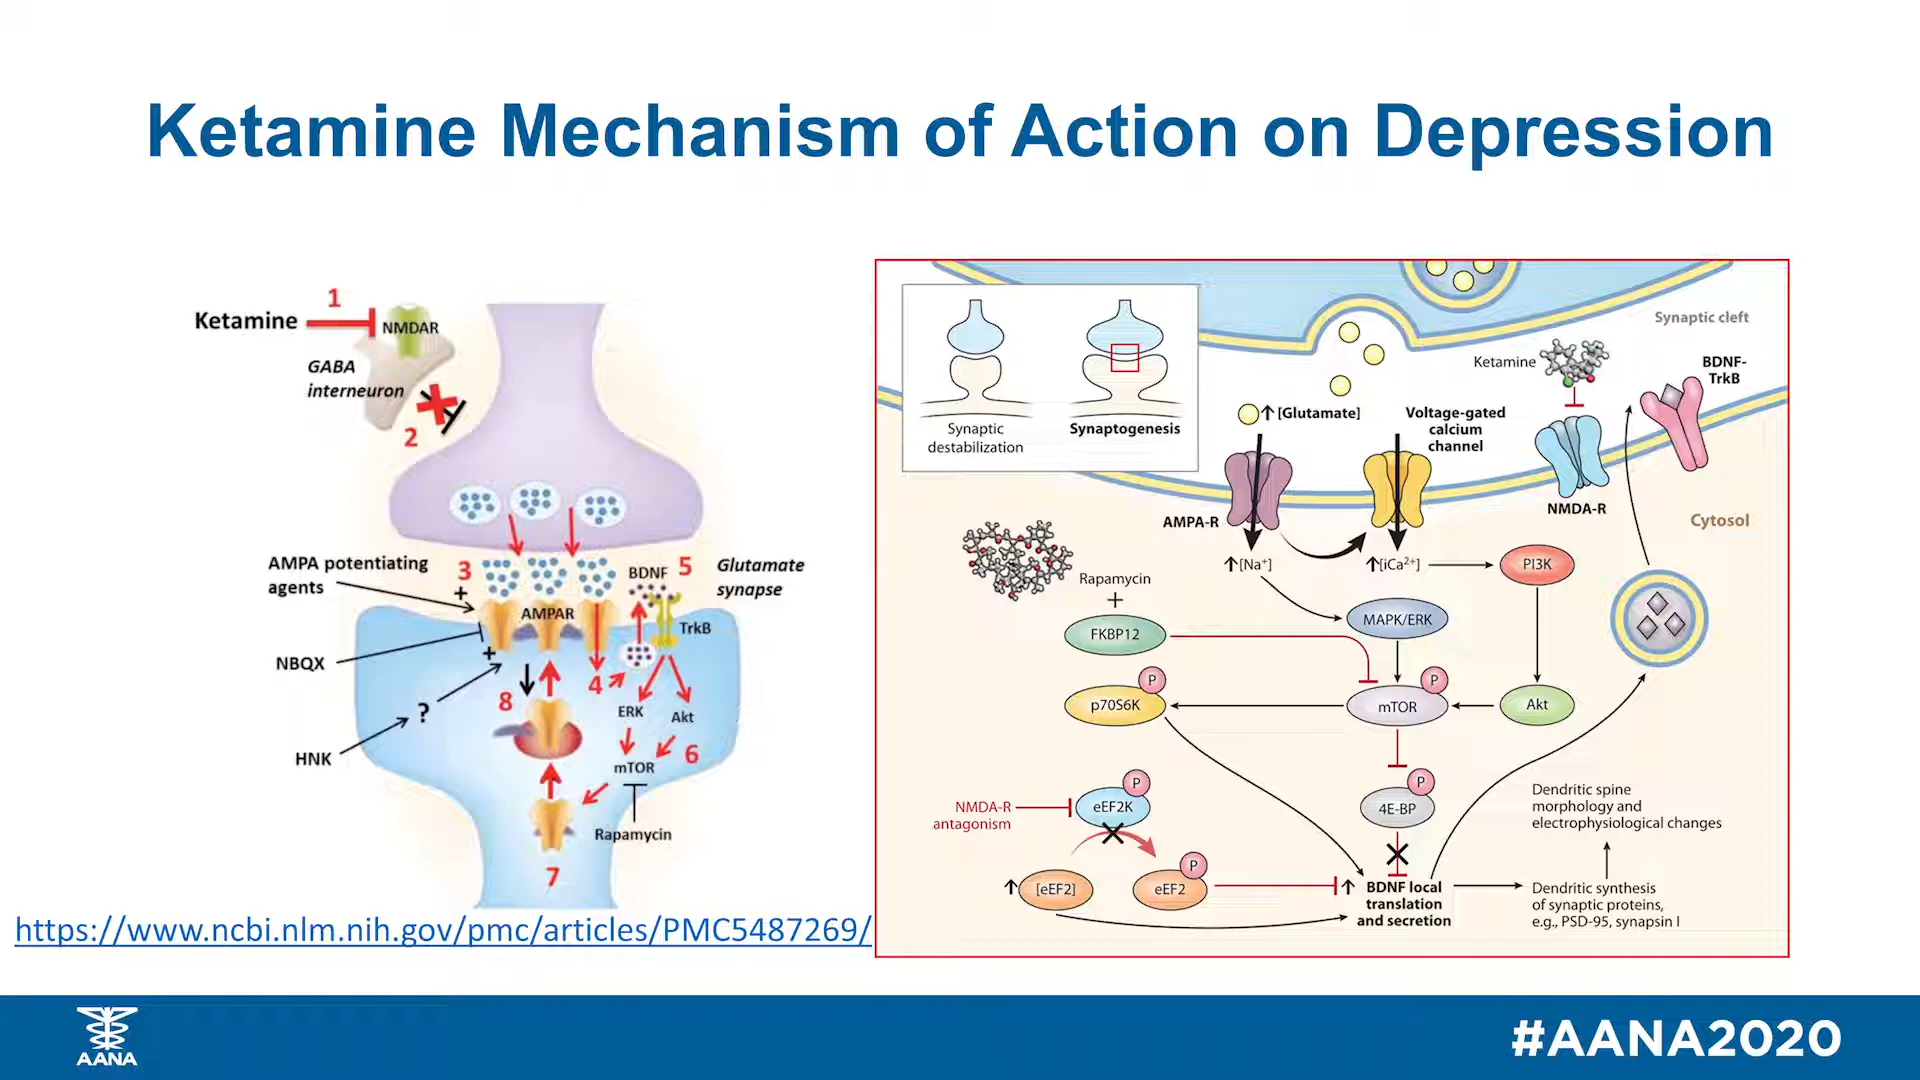 Ketamine Mechanism of Action on Depression
1
Ketamine
NMDAR
GABA
interneuron
2
AMPA potentiating
agents
3
+
BDNF
5
Glutamate
synapse
AMPAR
TrkB
NBQX
+
4
8
?
ERK
Akt
HNK
6
mTOR
Rapamycin
7
https://www.ncbi.nlm.nih.gov/pmc/articles/PMC5487269/
Synaptic
destabilization
Synaptogenesis
Synaptic cleft
Ketamine
BDNF-
TrkB
↑[Glutamate]
Voltage-gated
calcium
channel
AMPA-R
NMDA-R
Cytosol
↑[Na⁺]
↑[iCa²⁺]
PI3K
Rapamycin
+
FKBP12
MAPK/ERK
P
p70S6K
P
mTOR
Akt
NMDA-R
antagonism
P
eEF2K
P
4E-BP
Dendritic spine
morphology and
electrophysiological changes
↑[eEF2]
P
eEF2
↑ BDNF local
translation
and secretion
Dendritic synthesis
of synaptic proteins,
e.g., PSD-95, synapsin I
AANA
#AANA2020